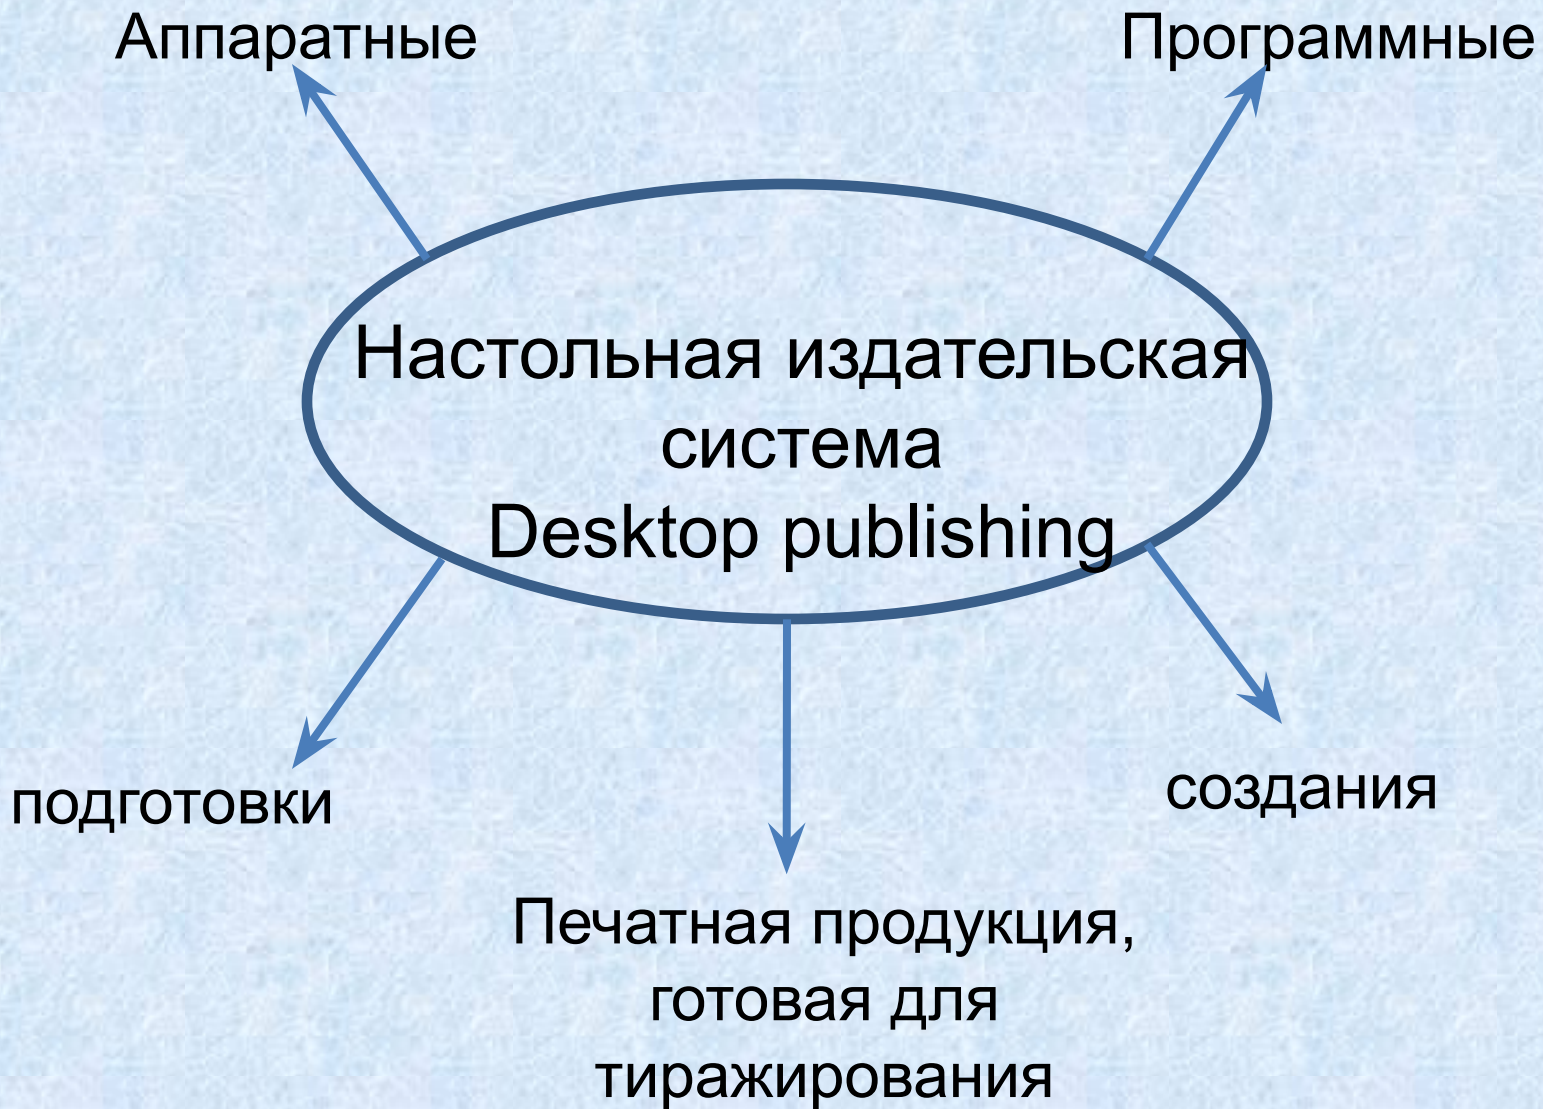 Аппаратные
Программные
Настольная издательская
система
Desktop publishing
подготовки
создания
Печатная продукция,
готовая для
тиражирования